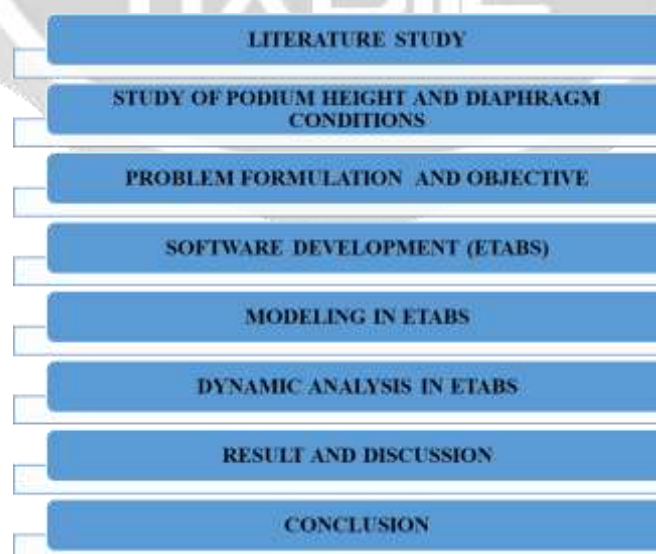 LITERATURE STUDY
STUDY OF PODIUM HEIGHT AND DIAPHRAGM
CONDITIONS
PROBLEM FORMULATION AND OBJECTIVE
SOFTWARE DEVELOPMENT (ETABS)
MODELING IN ETABS
DYNAMIC ANALYSIS IN ETABS
RESULT AND DISCUSSION
CONCLUSION